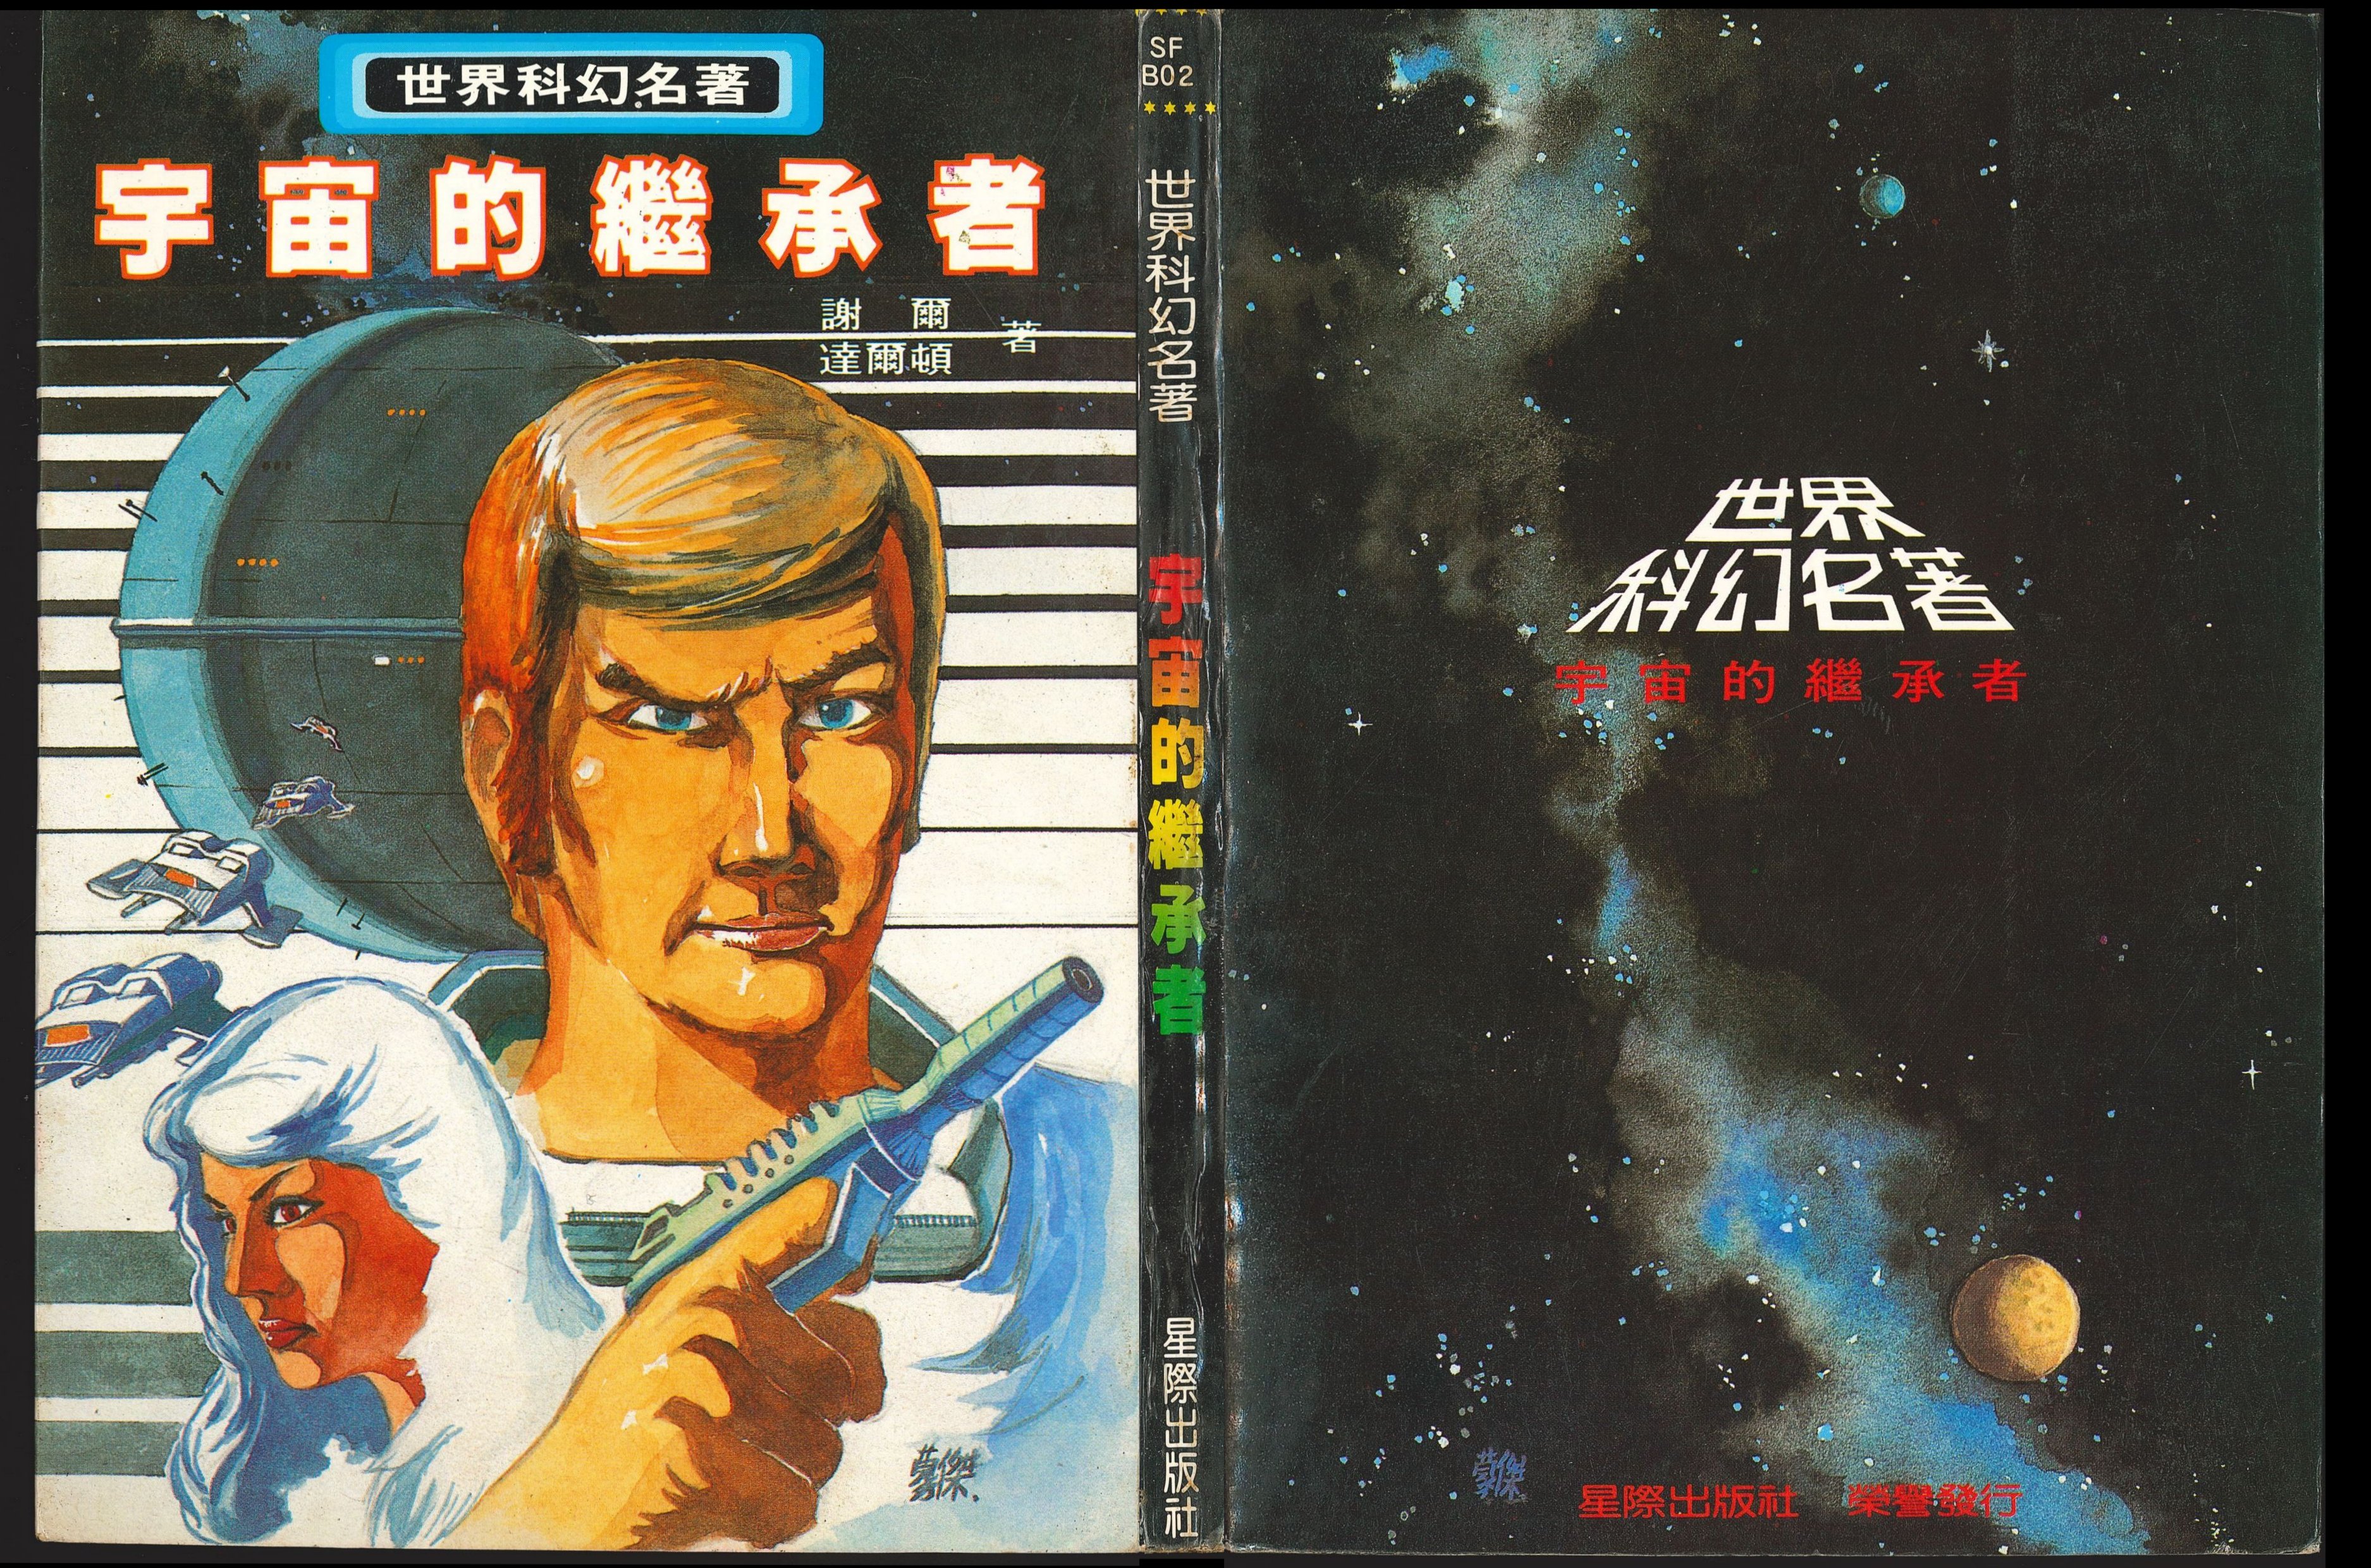 世界科幻名著
宇宙的繼承者
謝爾
達爾頓
著
SF
B02
世界科幻名著
宇宙的繼承者
星際出版社
世界
科幻名著
宇宙的繼承者
星際出版社 榮譽發行